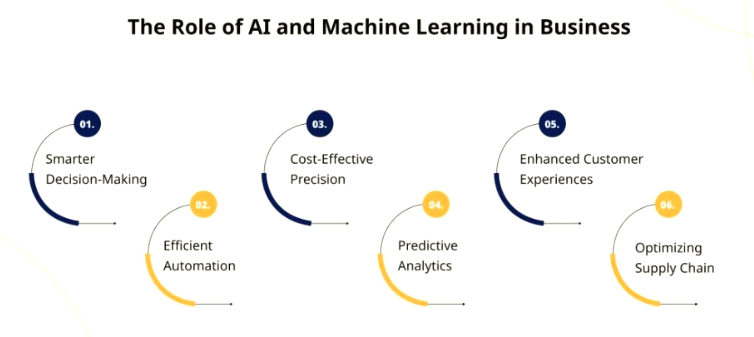 The Role of AI and Machine Learning in Business
01.
Smarter
Decision-Making
02.
Efficient
Automation
03.
Cost-Effective
Precision
04.
Predictive
Analytics
05.
Enhanced Customer
Experiences
06.
Optimizing
Supply Chain